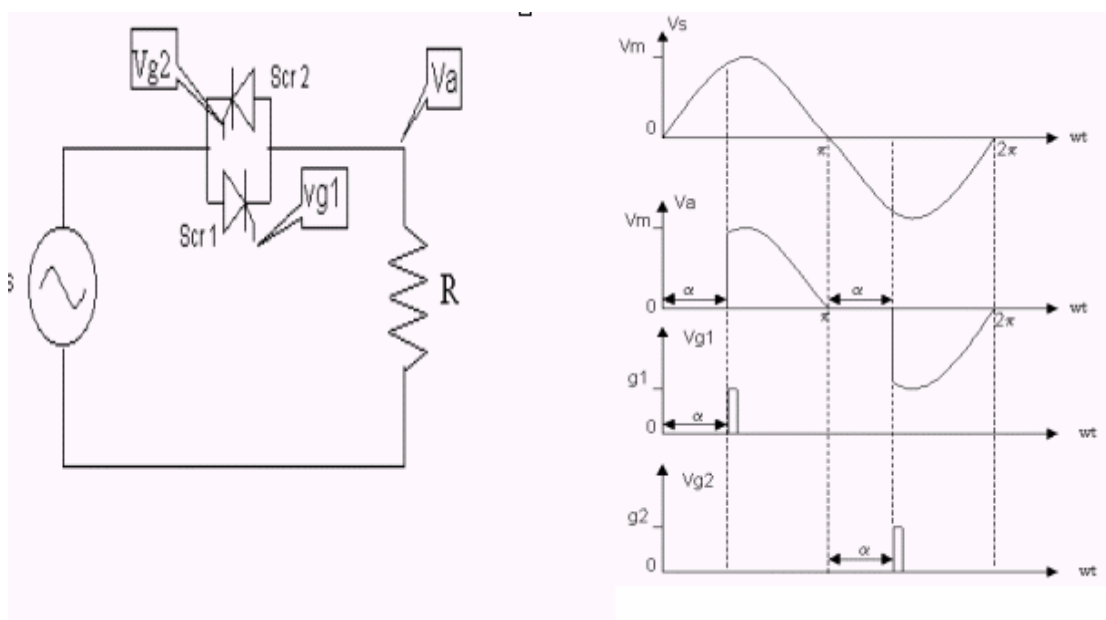 Vg2
Scr 2
Va
Scr 1
vg1
R
Vs
Vm
0
π
2π
wt
Va
Vm
α
α
0
π
2π
wt
Vg1
g1
α
0
wt
Vg2
g2
α
0
wt